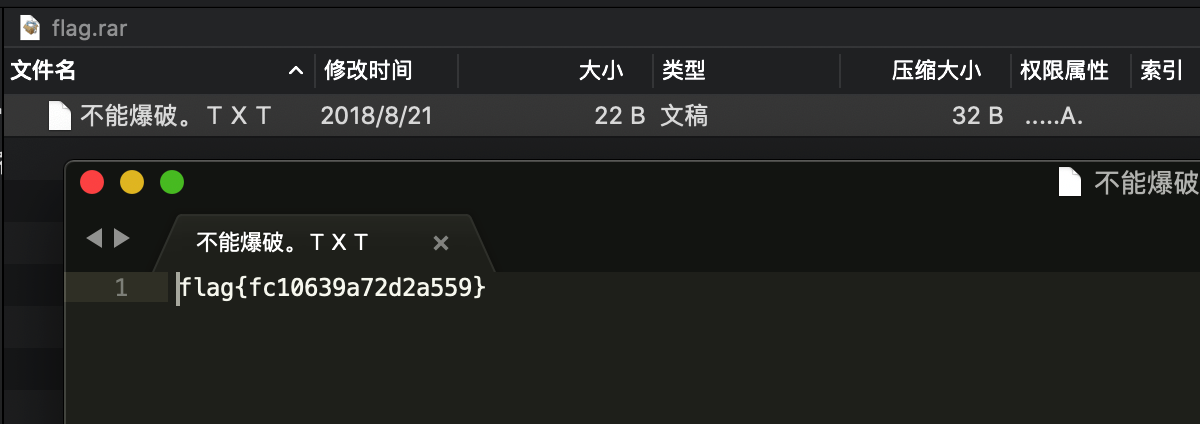 flag.rar
文件名 修改时间 大小 类型 压缩大小 权限属性 索引
不能爆破。ＴＸＴ 2018/8/21 22 B 文稿 32 B .....A.
不能爆破
不能爆破。ＴＸＴ ×
1 flag{fc10639a72d2a559}